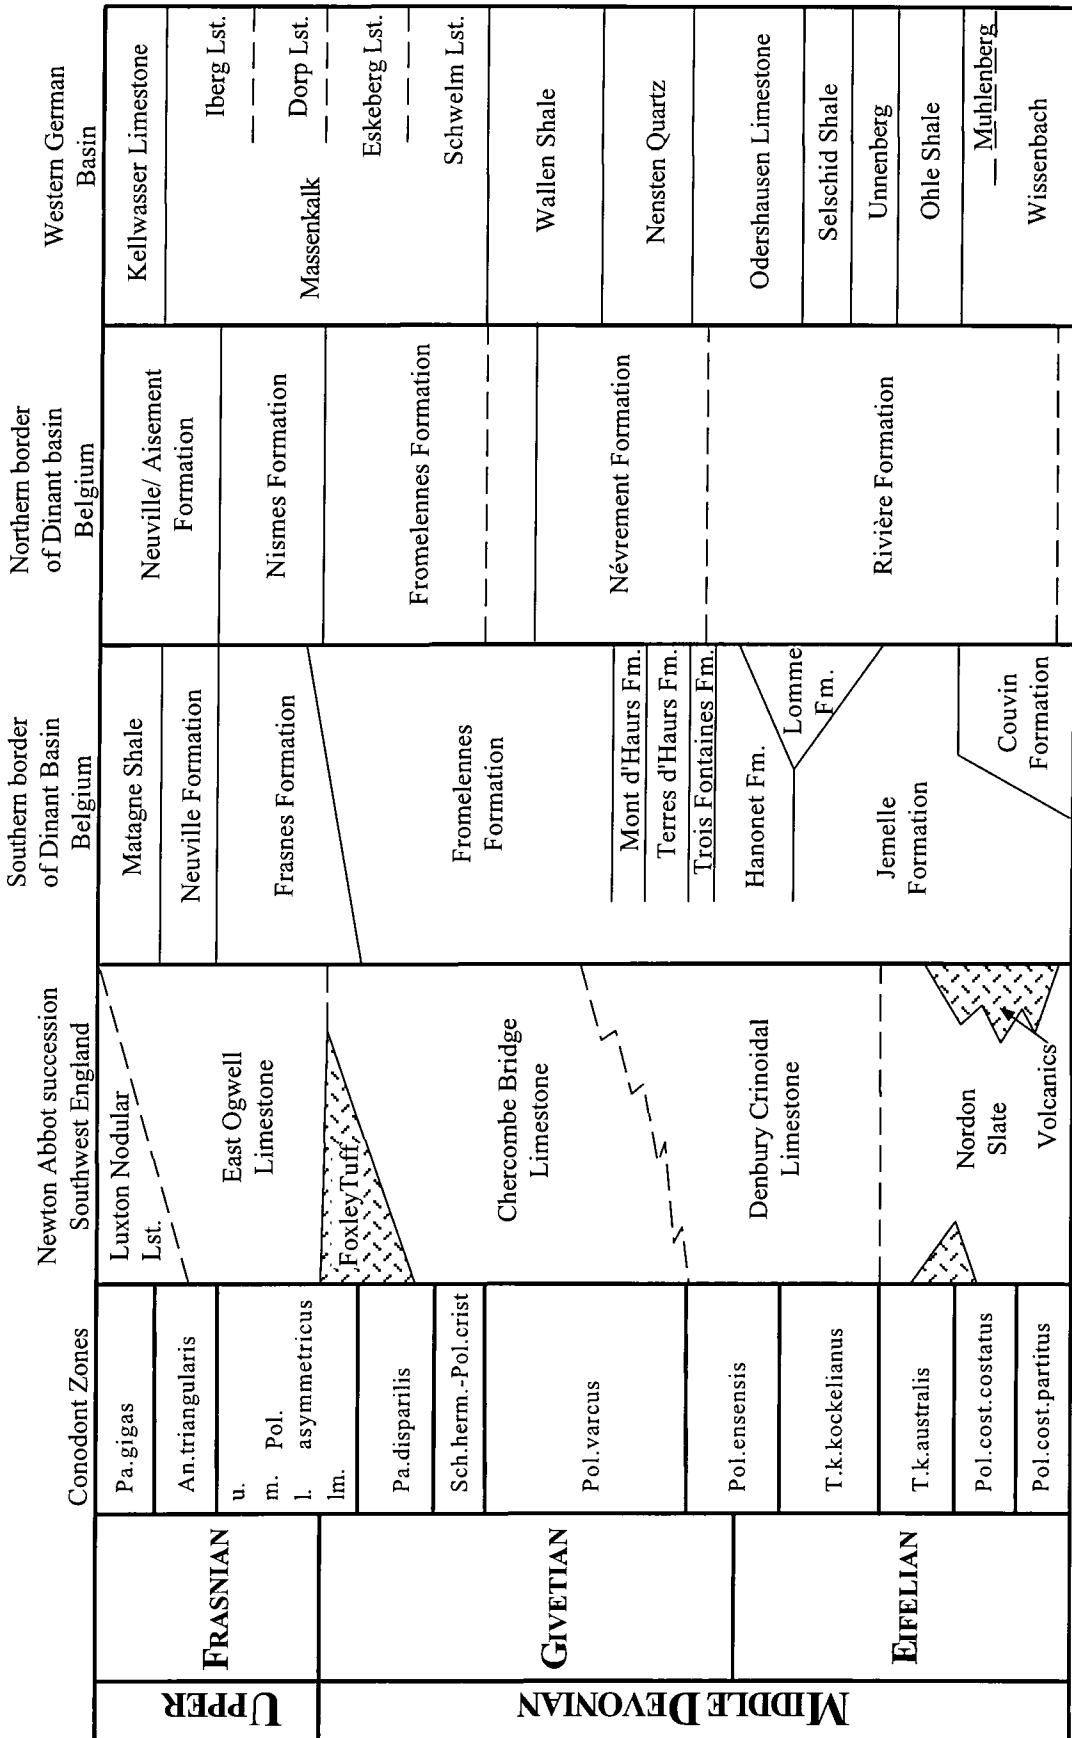 UPPER
MIDDLE DEVONIAN
FRASNIAN
GIVETIAN
EIFELIAN
Conodont Zones
Pa.gigas
An.triangularis
u.
m. Pol.
l. asymmetricus
lm.
Pa.disparilis
Sch.herm.-Pol.crist
Pol.varcus
Pol.ensensis
T.k.kockelianus
T.k.australis
Pol.cost.costatus
Pol.cost.partitus
Newton Abbot succession
Southwest England
Luxton Nodular
Lst.
East Ogwell
Limestone
FoxleyTuff
Chercombe Bridge
Limestone
Denbury Crinoidal
Limestone
Nordon
Slate
Volcanics
Southern border
of Dinant Basin
Belgium
Matagne Shale
Neuville Formation
Frasnes Formation
Fromelennes
Formation
Mont d'Haurs Fm.
Terres d'Haurs Fm.
Trois Fontaines Fm.
Hanonet Fm.
Lomme
Fm.
Jemelle
Formation
Couvin
Formation
Northern border
of Dinant basin
Belgium
Neuville/ Aisement
Formation
Nismes Formation
Fromelennes Formation
Névrement Formation
Rivière Formation
Western German
Basin
Kellwasser Limestone
Iberg Lst.
Dorp Lst.
Massenkalk
Eskeberg Lst.
Schwelm Lst.
Wallen Shale
Nensten Quartz
Odershausen Limestone
Selschid Shale
Unnenberg
Ohle Shale
Muhlenberg
Wissenbach